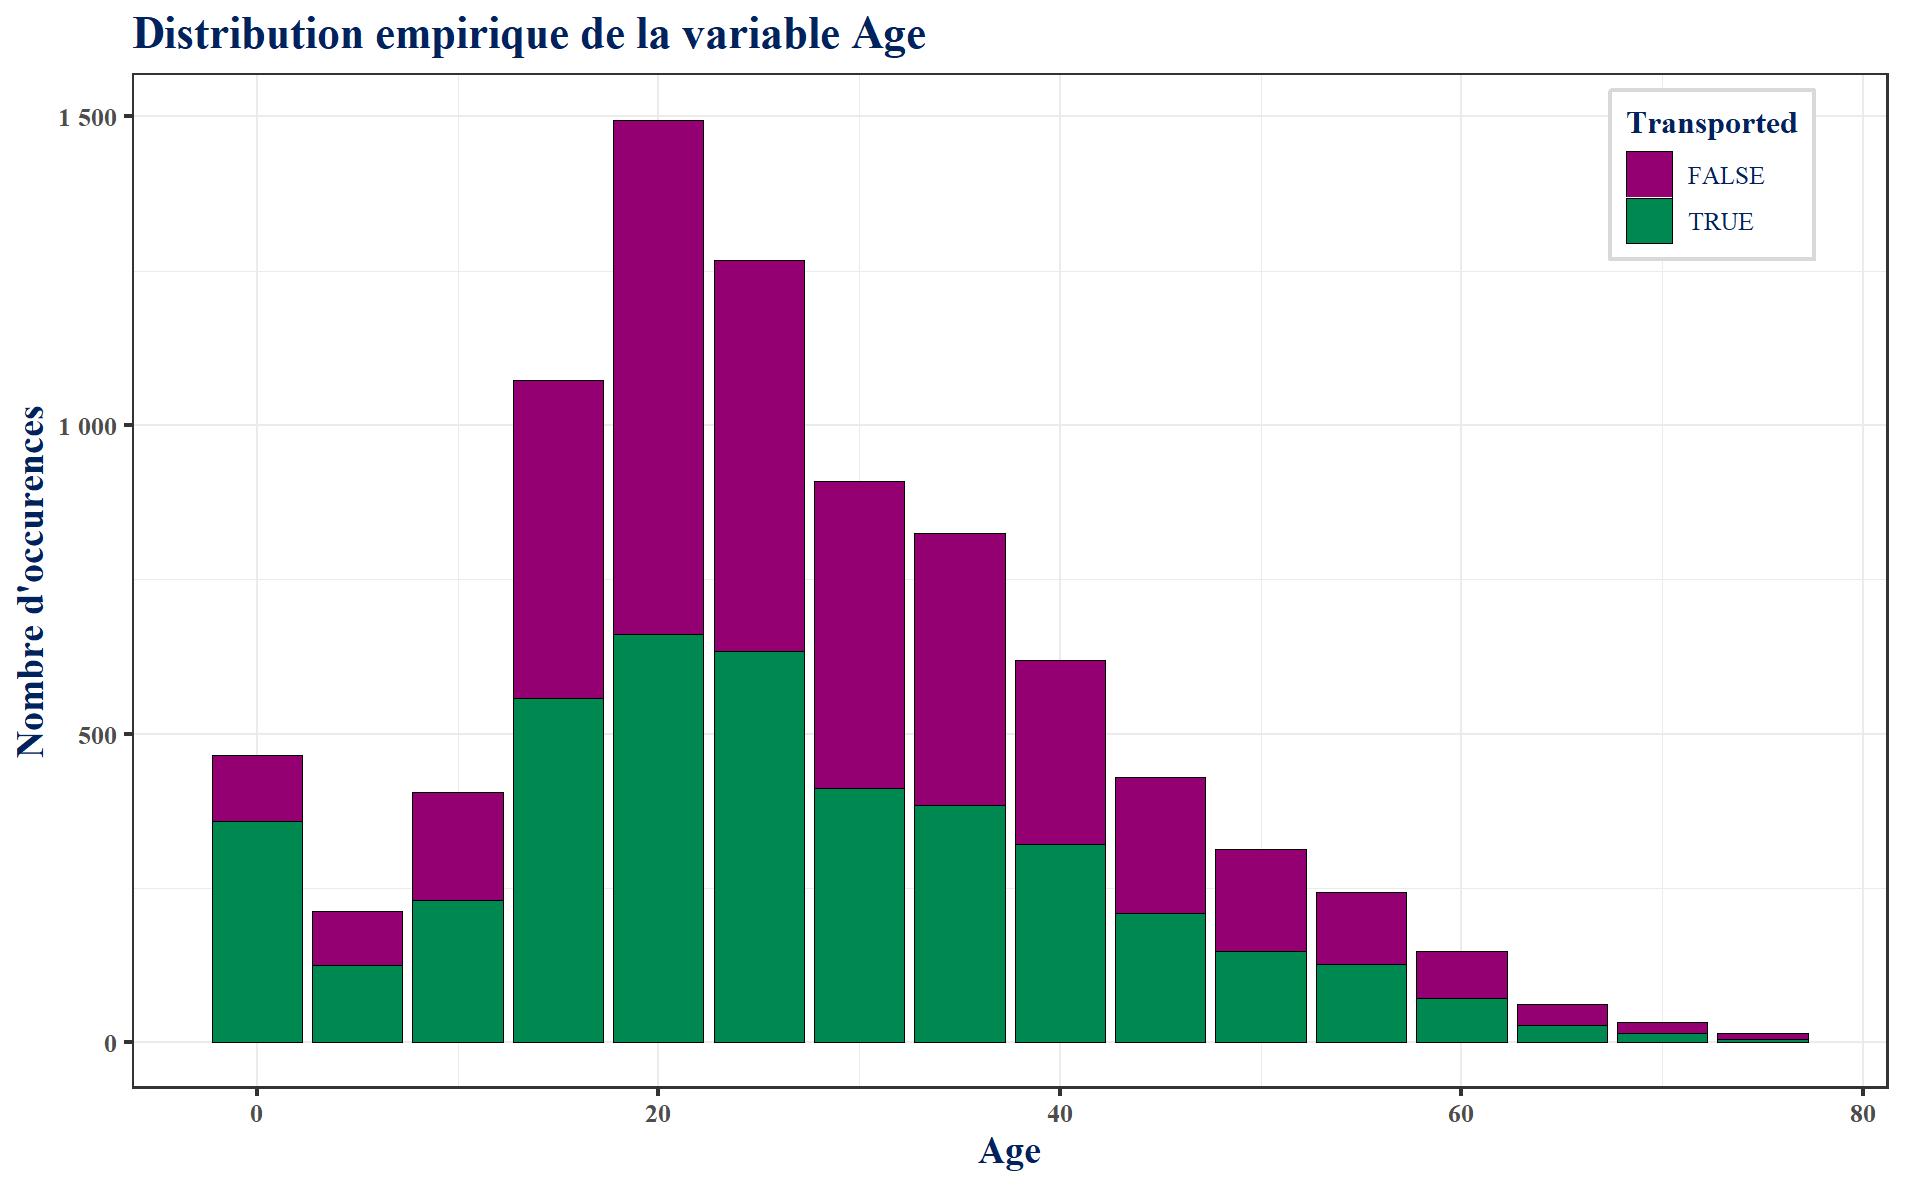 Distribution empirique de la variable Age
Transported
FALSE
TRUE
Nombre d'occurences
1 500
1 000
500
0
0
20
40
60
80
Age